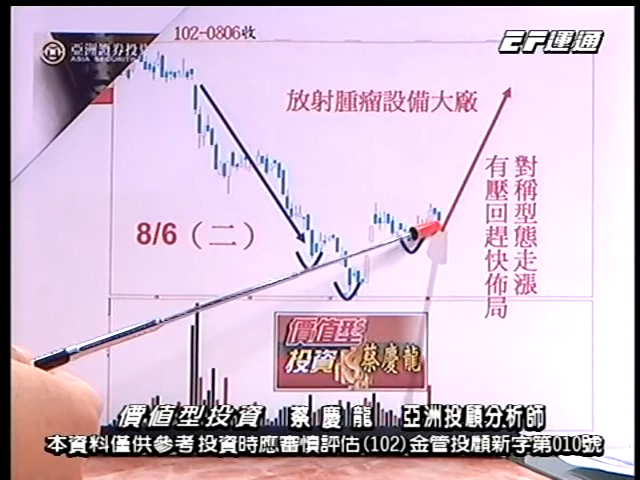 102-0806收
亞洲證券投資
ASIA SECURITIES
運通
放射腫瘤設備大廠
對稱型態走漲
有壓回趕快佈局
8/6（二）
價值型
投資
蔡慶龍
價值型投資 蔡慶龍 亞洲投顧分析師
本資料僅供參考投資時應審慎評估(102)金管投顧新字第010號